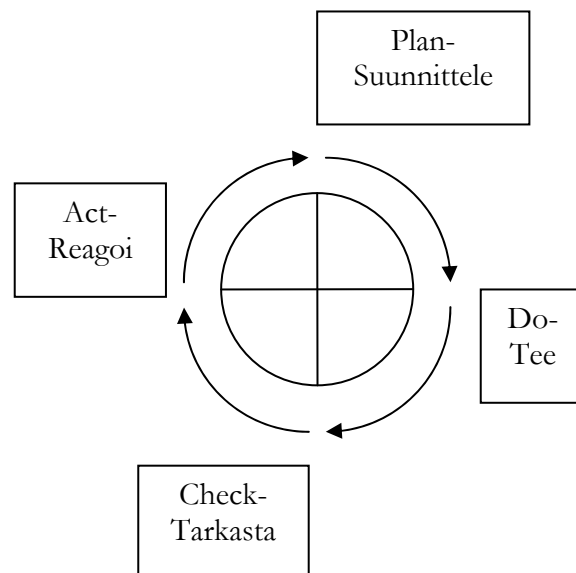 Plan-
Suunnittele
Act-
Reagoi
Do-
Tee
Check-
Tarkasta